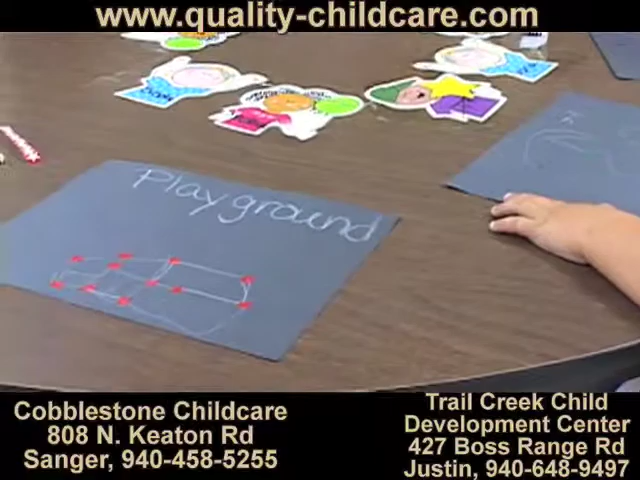 www.quality-childcare.com
Playground
Cobblestone Childcare
808 N. Keaton Rd
Sanger, 940-458-5255
Trail Creek Child
Development Center
427 Boss Range Rd
Justin, 940-648-9497